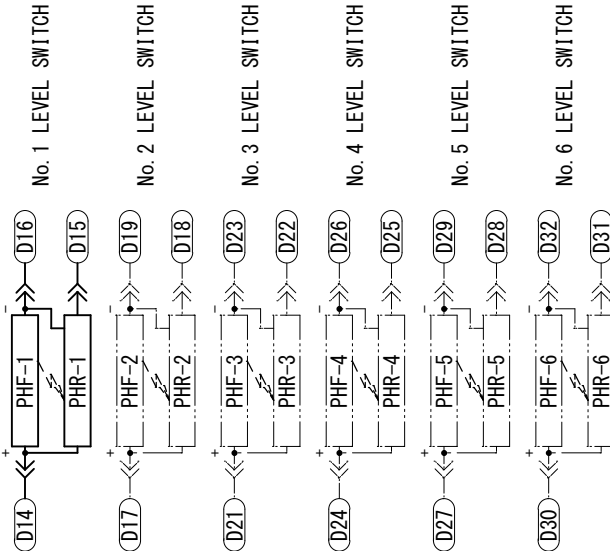 D14 + PHF-1 - D16 No.1 LEVEL SWITCH
PHR-1 D15
D17 + PHF-2 - D19 No.2 LEVEL SWITCH
PHR-2 D18
D21 + PHF-3 - D23 No.3 LEVEL SWITCH
PHR-3 D22
D24 + PHF-4 - D26 No.4 LEVEL SWITCH
PHR-4 D25
D27 + PHF-5 - D29 No.5 LEVEL SWITCH
PHR-5 D28
D30 + PHF-6 - D32 No.6 LEVEL SWITCH
PHR-6 D31